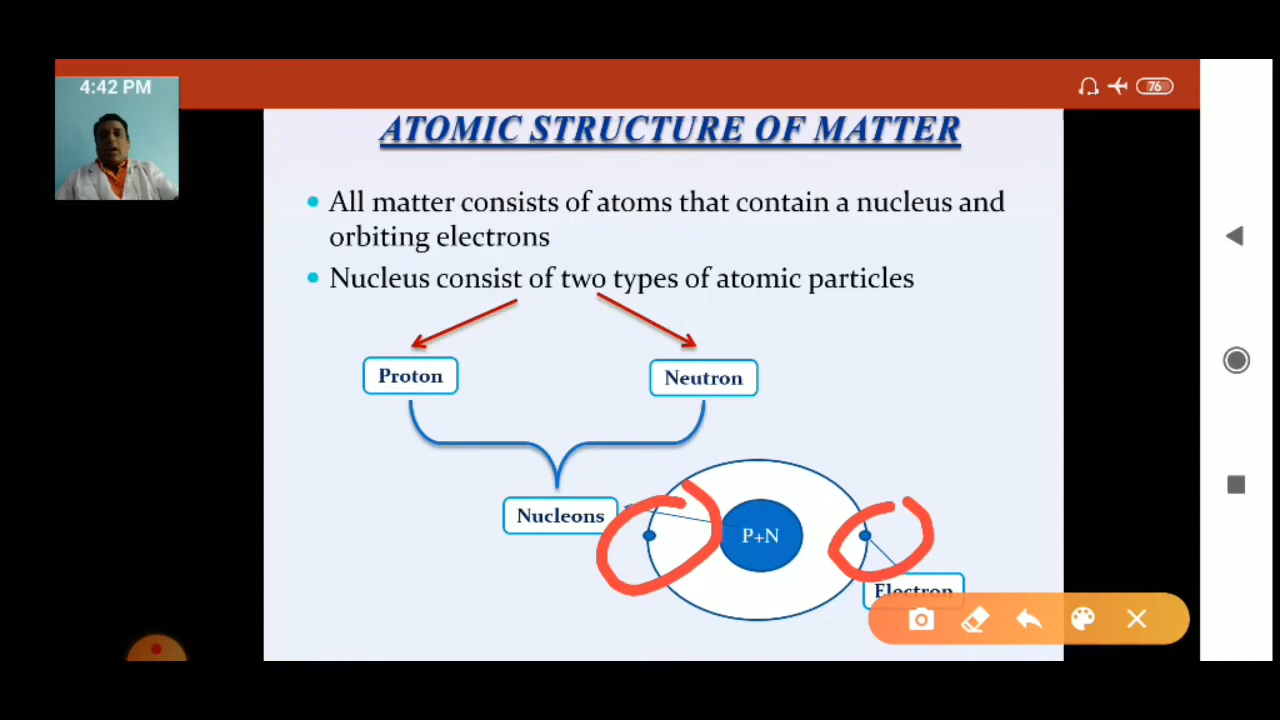 4:42 PM
76
ATOMIC STRUCTURE OF MATTER
All matter consists of atoms that contain a nucleus and
orbiting electrons
Nucleus consist of two types of atomic particles
Proton
Neutron
Nucleons
P+N
Electron